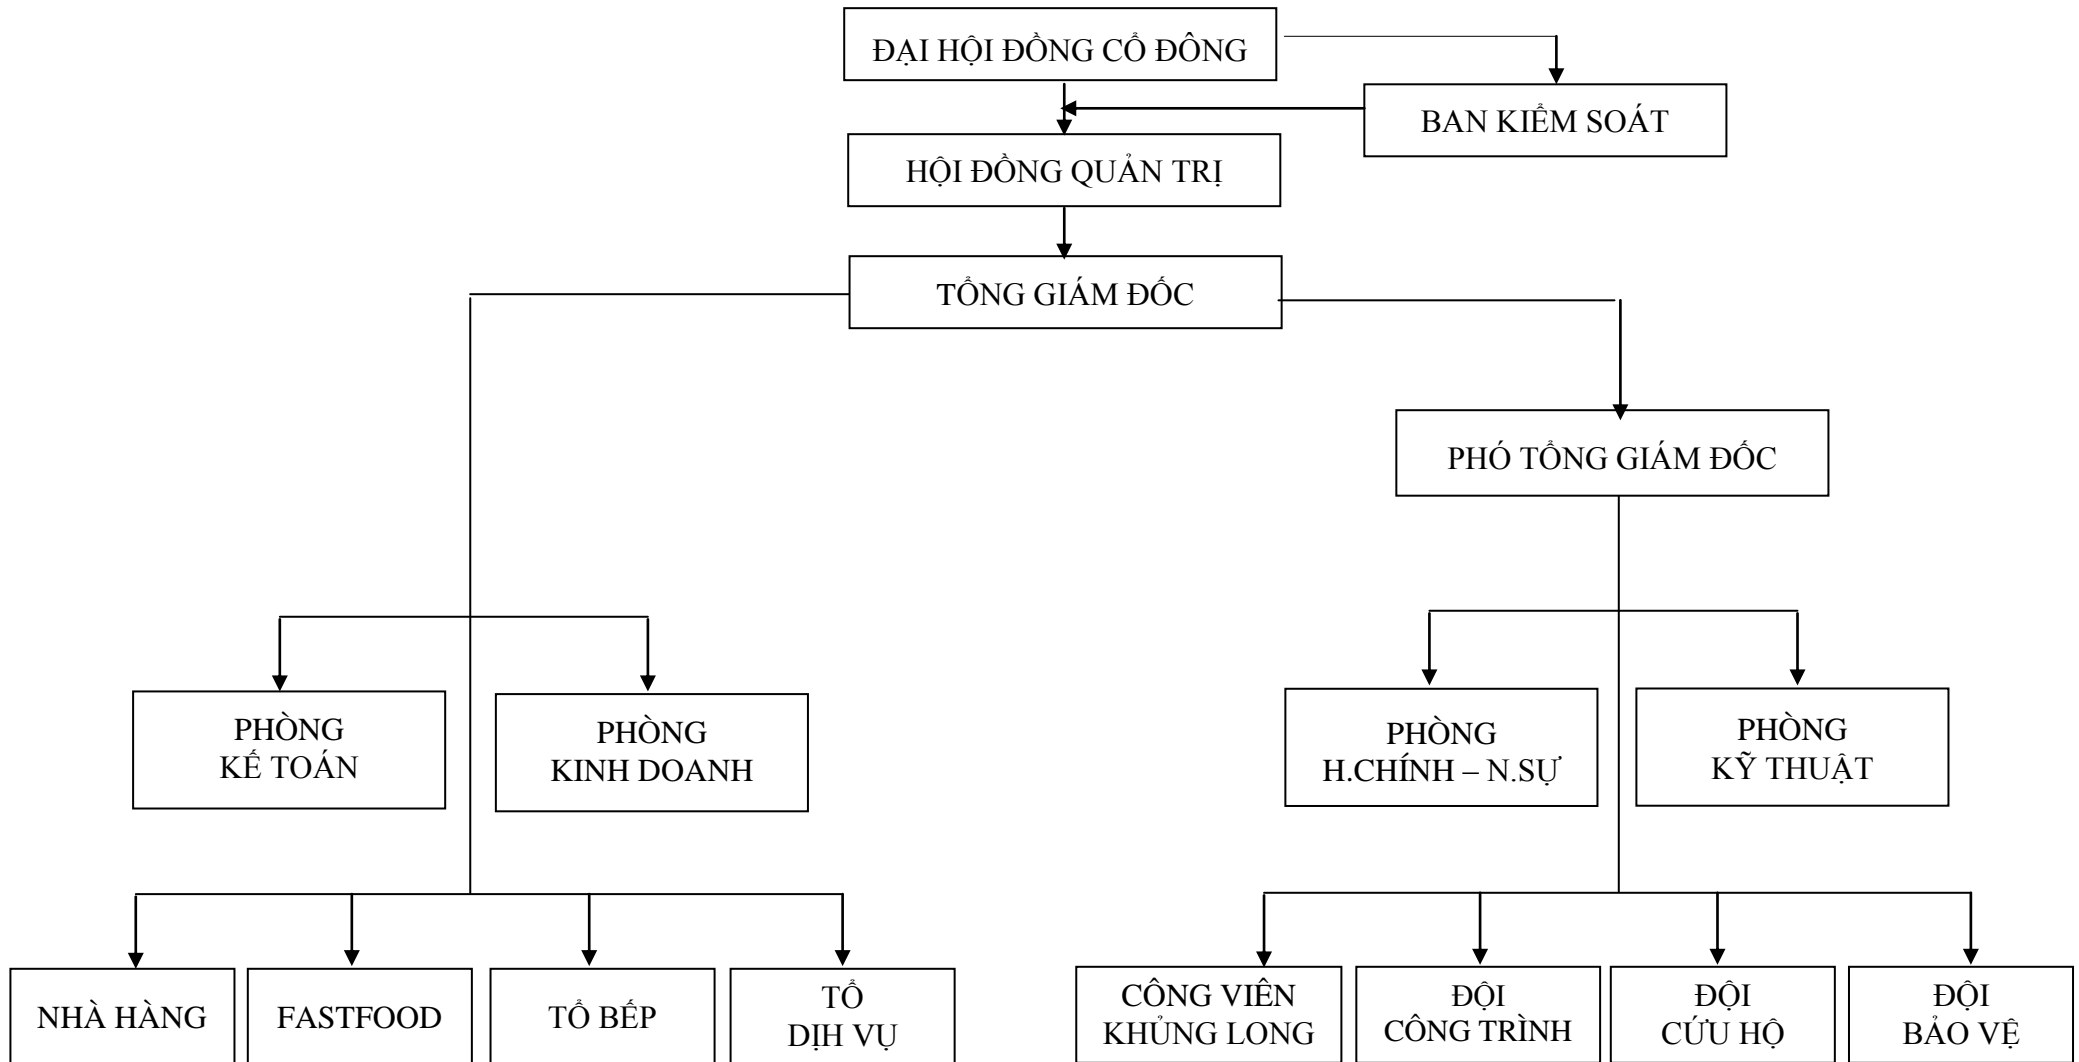 ĐẠI HỘI ĐỒNG CỔ ĐÔNG
BAN KIỂM SOÁT
HỘI ĐỒNG QUẢN TRỊ
TỔNG GIÁM ĐỐC
PHÓ TỔNG GIÁM ĐỐC
PHÒNG
KẾ TOÁN
PHÒNG
KINH DOANH
PHÒNG
H.CHÍNH – N.SỰ
PHÒNG
KỸ THUẬT
NHÀ HÀNG
FASTFOOD
TỔ BẾP
TỔ
DỊH VỤ
CÔNG VIÊN
KHỦNG LONG
ĐỘI
CÔNG TRÌNH
ĐỘI
CỨU HỘ
ĐỘI
BẢO VỆ